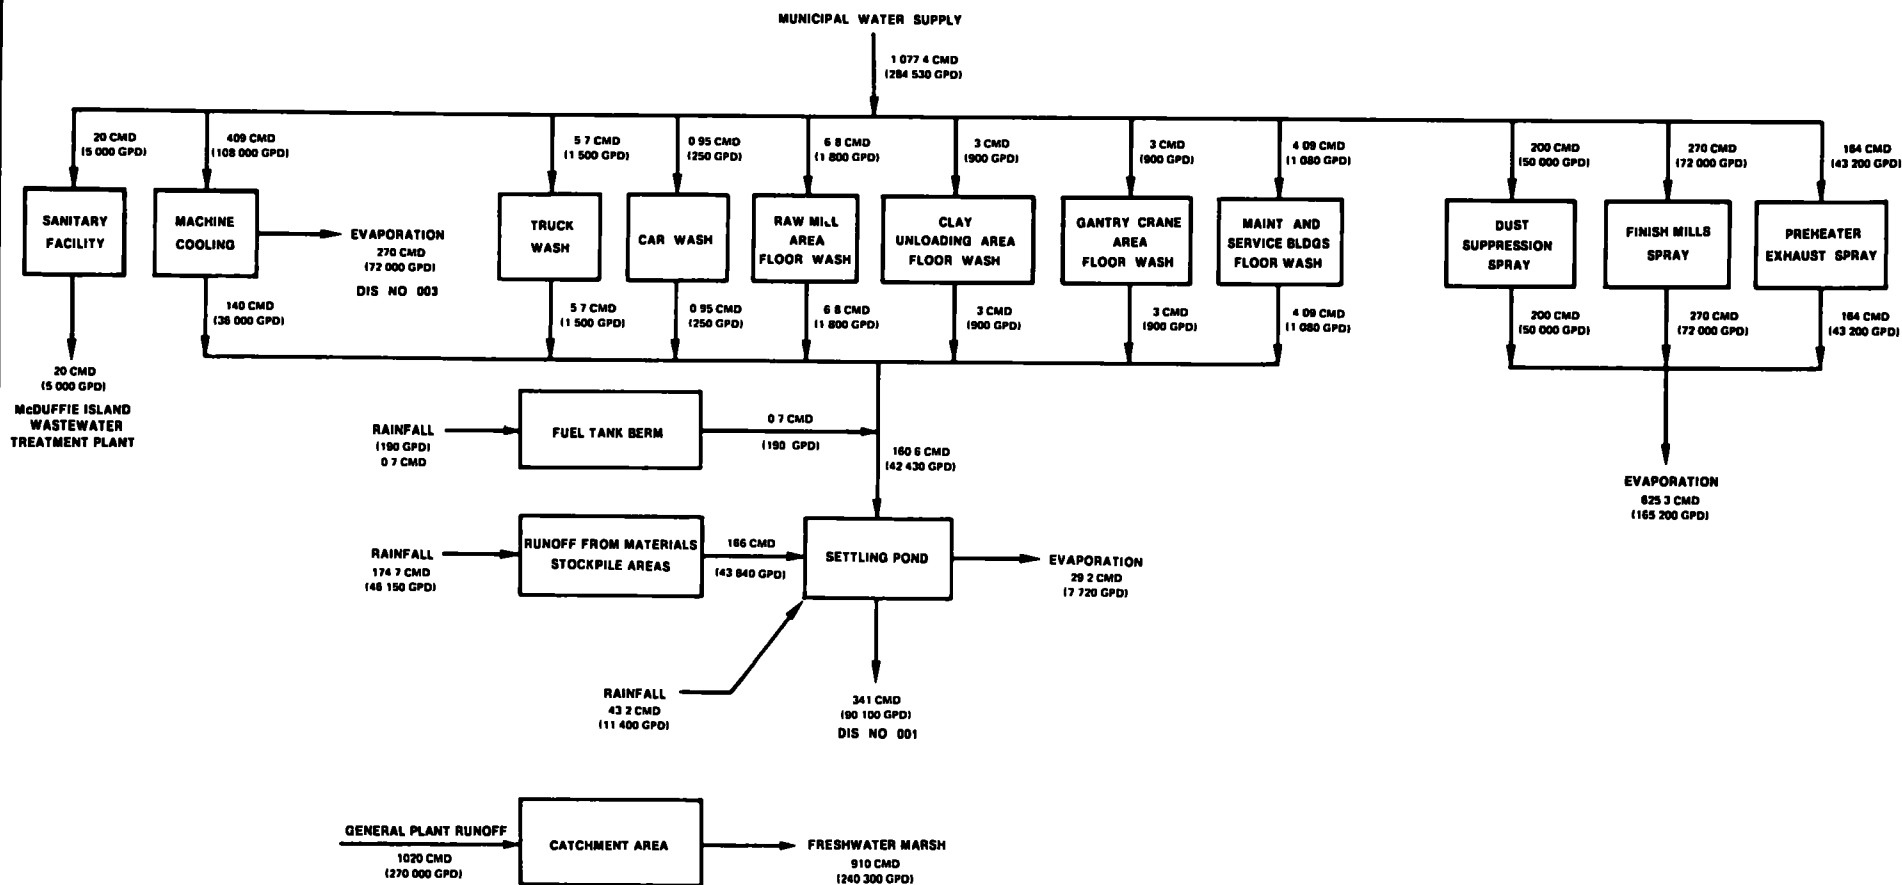 MUNICIPAL WATER SUPPLY
1 077 4 CMD
(284 530 GPD)
20 CMD
(5 000 GPD)
409 CMD
(108 000 GPD)
5 7 CMD
(1 500 GPD)
0 95 CMD
(250 GPD)
6 8 CMD
(1 800 GPD)
3 CMD
(900 GPD)
3 CMD
(900 GPD)
4 09 CMD
(1 080 GPD)
200 CMD
(50 000 GPD)
270 CMD
(72 000 GPD)
164 CMD
(43 200 GPD)
SANITARY
FACILITY
MACHINE
COOLING
EVAPORATION
270 CMD
(72 000 GPD)
DIS NO 003
TRUCK
WASH
CAR WASH
RAW MILL
AREA
FLOOR WASH
CLAY
UNLOADING AREA
FLOOR WASH
GANTRY CRANE
AREA
FLOOR WASH
MAINT AND
SERVICE BLDGS
FLOOR WASH
DUST
SUPPRESSION
SPRAY
FINISH MILLS
SPRAY
PREHEATER
EXHAUST SPRAY
140 CMD
(36 000 GPD)
5 7 CMD
(1 500 GPD)
0 95 CMD
(250 GPD)
6 8 CMD
(1 800 GPD)
3 CMD
(900 GPD)
3 CMD
(900 GPD)
4 09 CMD
(1 080 GPD)
200 CMD
(50 000 GPD)
270 CMD
(72 000 GPD)
164 CMD
(43 200 GPD)
20 CMD
(5 000 GPD)
McDUFFIE ISLAND
WASTEWATER
TREATMENT PLANT
RAINFALL
(190 GPD)
0 7 CMD
FUEL TANK BERM
0 7 CMD
(190 GPD)
160 6 CMD
(42 430 GPD)
EVAPORATION
625 3 CMD
(165 200 GPD)
RAINFALL
174 7 CMD
(46 150 GPD)
RUNOFF FROM MATERIALS
STOCKPILE AREAS
166 CMD
(43 840 GPD)
SETTLING POND
EVAPORATION
29 2 CMD
(7 720 GPD)
RAINFALL
43 2 CMD
(11 400 GPD)
341 CMD
(90 100 GPD)
DIS NO 001
GENERAL PLANT RUNOFF
1020 CMD
(270 000 GPD)
CATCHMENT AREA
FRESHWATER MARSH
910 CMD
(240 300 GPD)